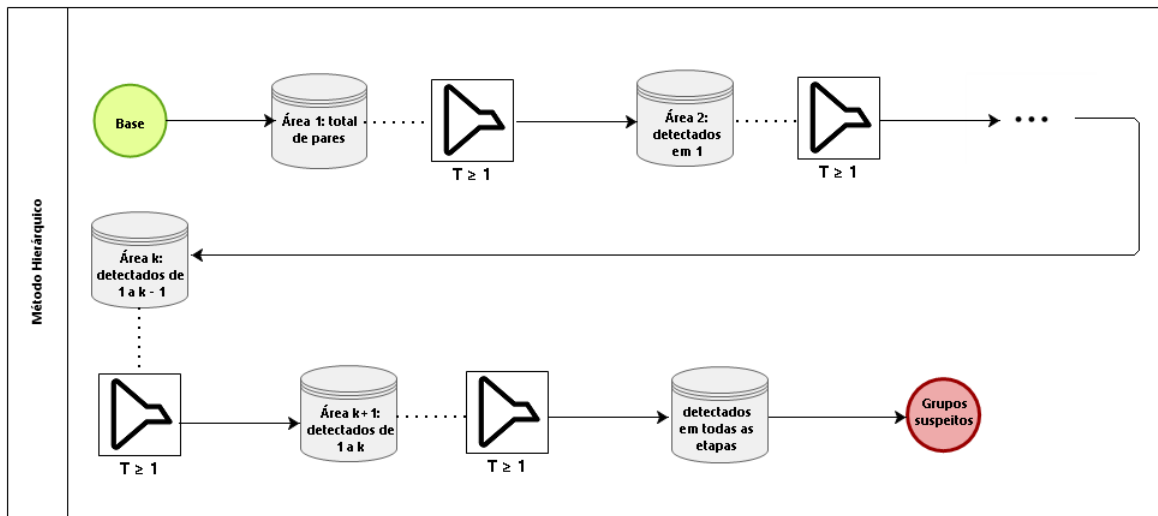 Método Hierárquico
Base
Área 1: total
de pares
T ≥ 1
Área 2:
detectados
em 1
T ≥ 1
...
Área k:
detectados de
1 a k - 1
T ≥ 1
Área k+1:
detectados de
1 a k
T ≥ 1
detectados
em todas as
etapas
Grupos
suspeitos